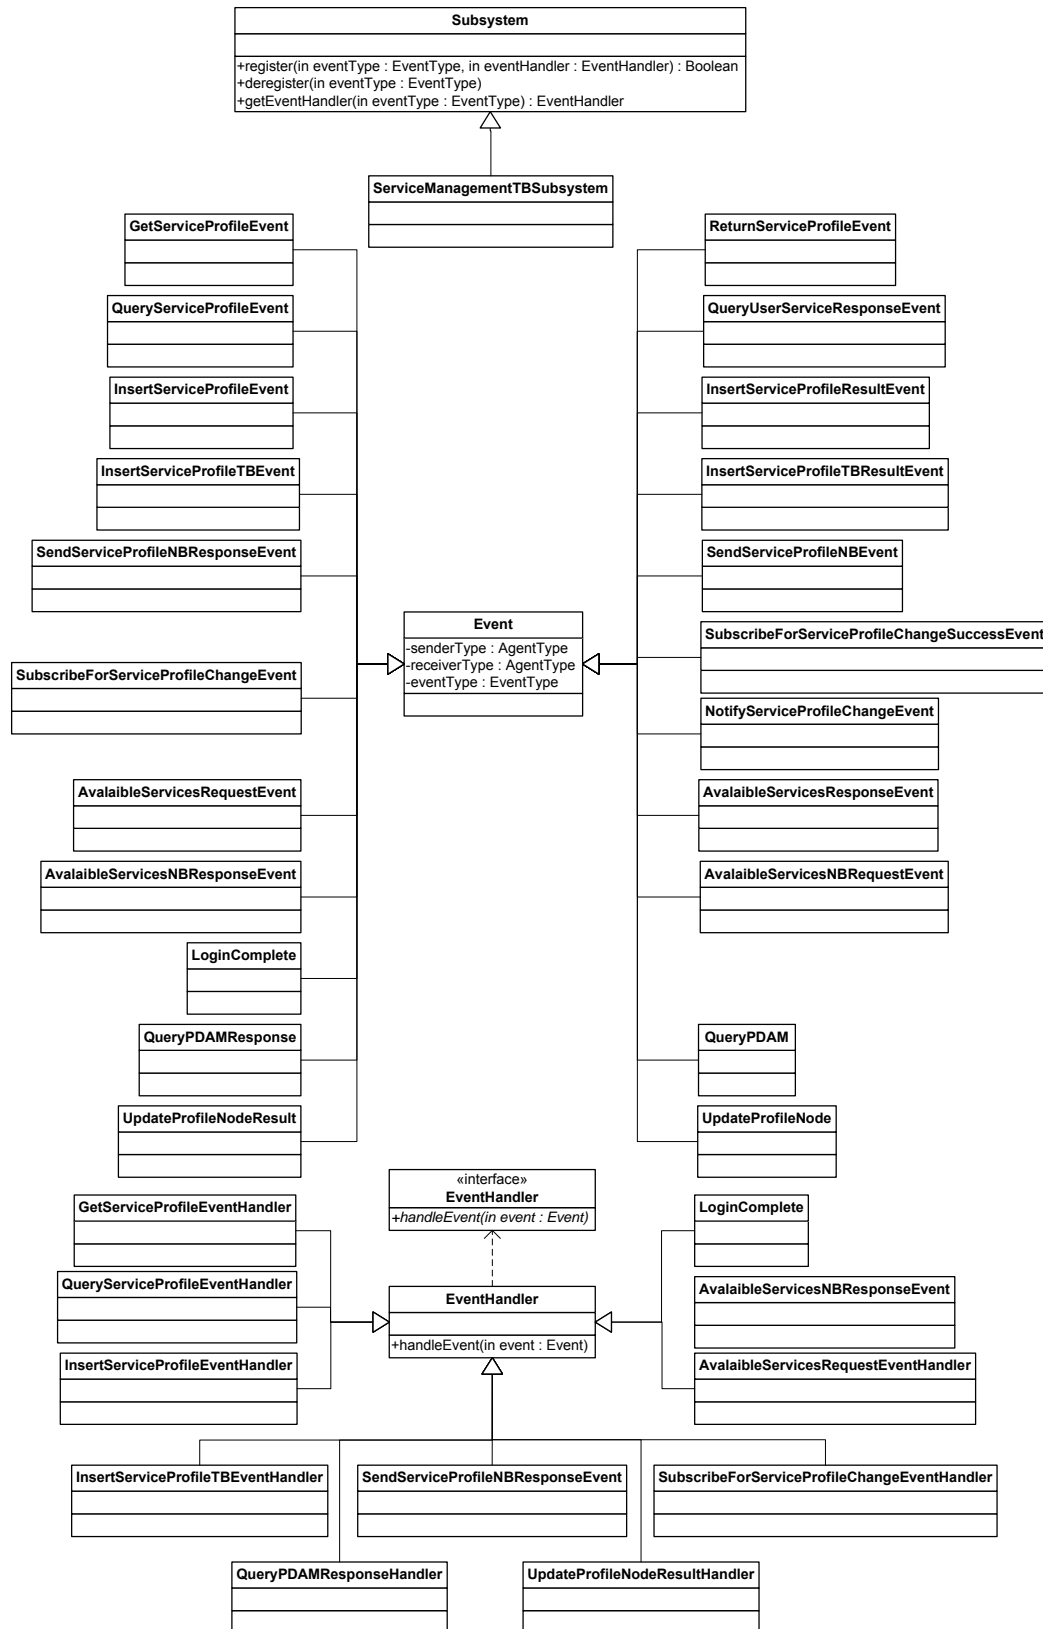 Subsystem
+register(in eventType : EventType, in eventHandler : EventHandler) : Boolean
+deregister(in eventType : EventType)
+getEventHandler(in eventType : EventType) : EventHandler
ServiceManagementTBSubsystem
GetServiceProfileEvent
ReturnServiceProfileEvent
QueryServiceProfileEvent
QueryUserServiceResponseEvent
InsertServiceProfileEvent
InsertServiceProfileResultEvent
InsertServiceProfileTBEvent
InsertServiceProfileTBResultEvent
SendServiceProfileNBResponseEvent
SendServiceProfileNBEvent
Event
-senderType : AgentType
-receiverType : AgentType
-eventType : EventType
SubscribeForServiceProfileChangeSuccessEvent
SubscribeForServiceProfileChangeEvent
NotifyServiceProfileChangeEvent
AvalaibleServicesRequestEvent
AvalaibleServicesResponseEvent
AvalaibleServicesNBResponseEvent
AvalaibleServicesNBRequestEvent
LoginComplete
QueryPDAMResponse
QueryPDAM
UpdateProfileNodeResult
UpdateProfileNode
«interface»
EventHandler
+handleEvent(in event : Event)
GetServiceProfileEventHandler
LoginComplete
QueryServiceProfileEventHandler
AvalaibleServicesNBResponseEvent
EventHandler
+handleEvent(in event : Event)
InsertServiceProfileEventHandler
AvalaibleServicesRequestEventHandler
InsertServiceProfileTBEventHandler
SendServiceProfileNBResponseEvent
SubscribeForServiceProfileChangeEventHandler
QueryPDAMResponseHandler
UpdateProfileNodeResultHandler